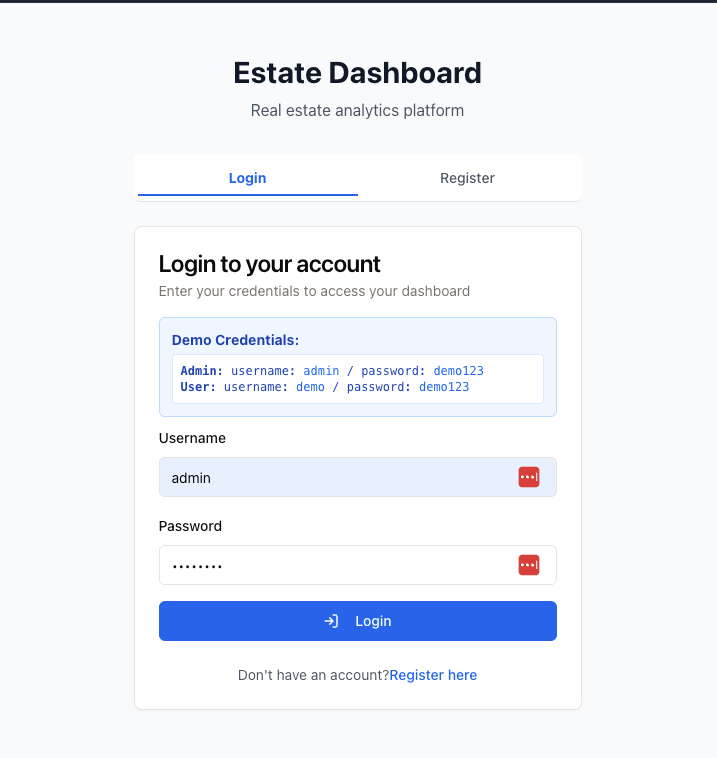 Estate Dashboard
Real estate analytics platform
Login
Register
Login to your account
Enter your credentials to access your dashboard
Demo Credentials:
Admin: username: admin / password: demo123
User: username: demo / password: demo123
Username
admin
Password
••••••••
Login
Don't have an account?Register here